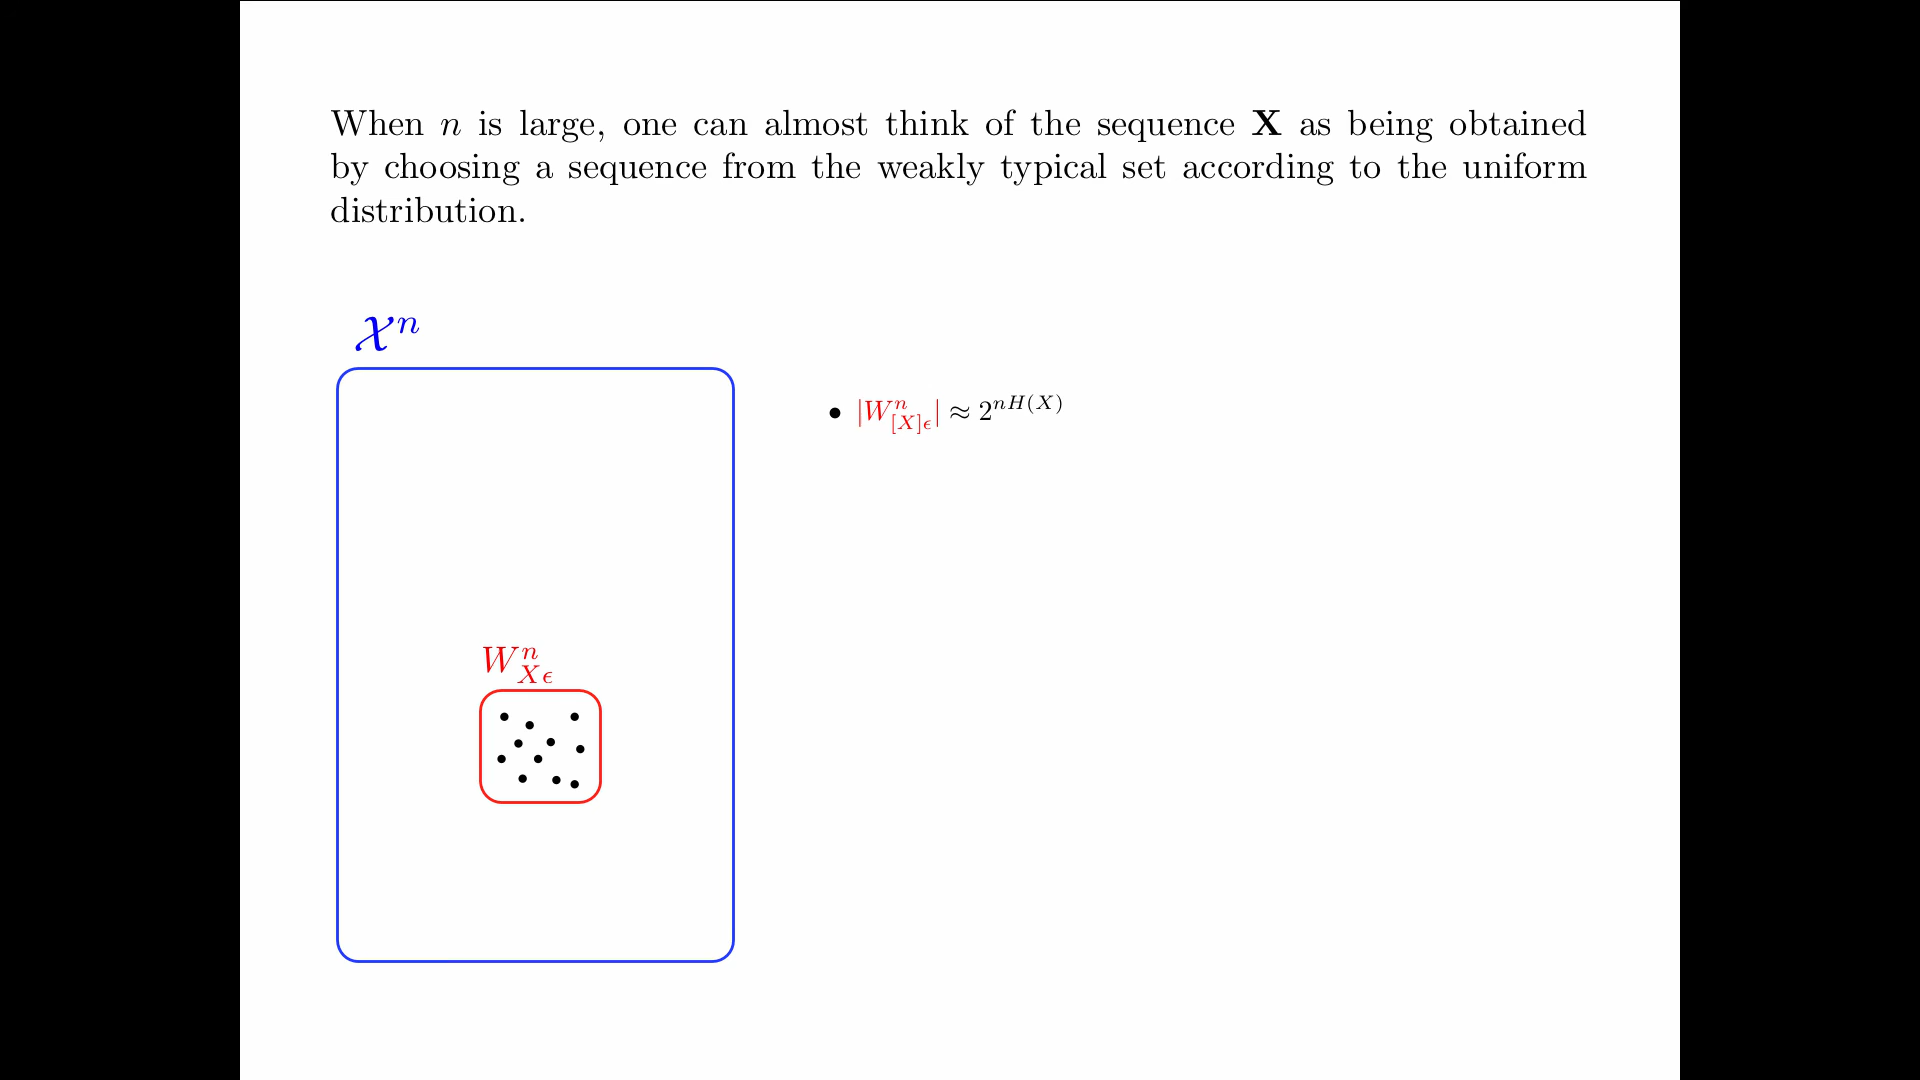 When n is large, one can almost think of the sequence 𝐗 as being obtained
by choosing a sequence from the weakly typical set according to the uniform
distribution.
𝒳^n
• |W^n_{[X]ϵ}| ≈ 2^{nH(X)}
W^n_{Xϵ}